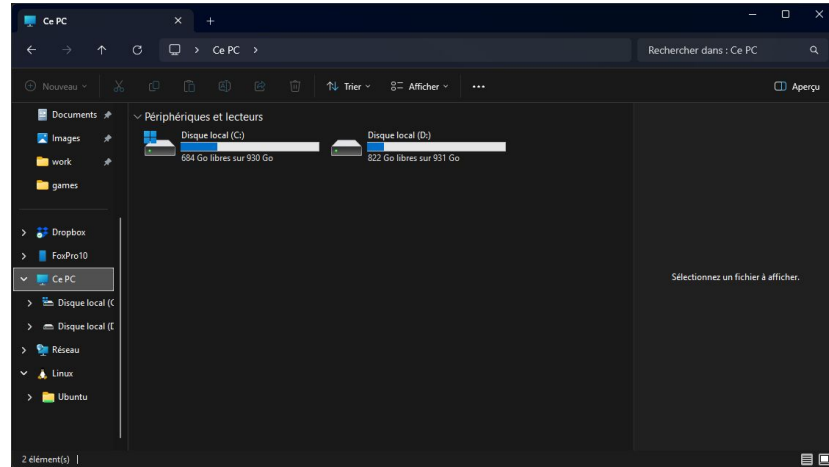 Ce PC
Ce PC
Rechercher dans : Ce PC
Nouveau
Trier
Afficher
Aperçu
Documents
Images
work
games
Dropbox
FoxPro10
Ce PC
Disque local (C
Disque local (D
Réseau
Linux
Ubuntu
Périphériques et lecteurs
Disque local (C:)
684 Go libres sur 930 Go
Disque local (D:)
822 Go libres sur 931 Go
Sélectionnez un fichier à afficher.
2 élément(s)